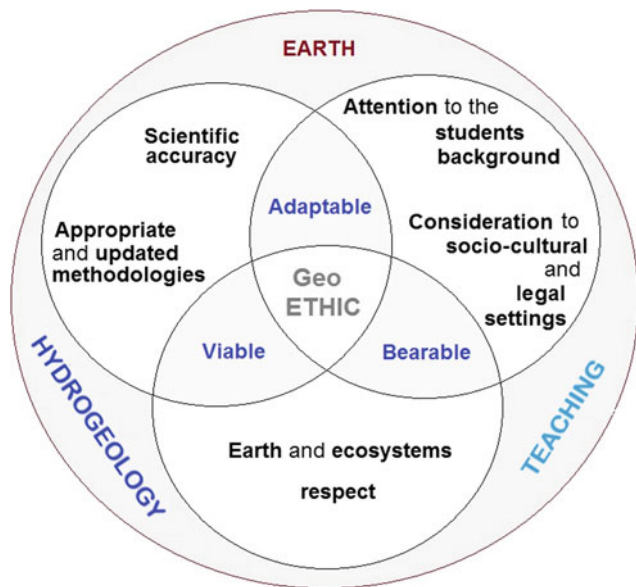 EARTH
Scientific
accuracy
Appropriate
and updated
methodologies
Attention to the
students
background
Consideration to
socio-cultural
and
legal
settings
Adaptable
Geo
ETHIC
Viable
Bearable
Earth and ecosystems
respect
HYDROGEOLOGY
TEACHING